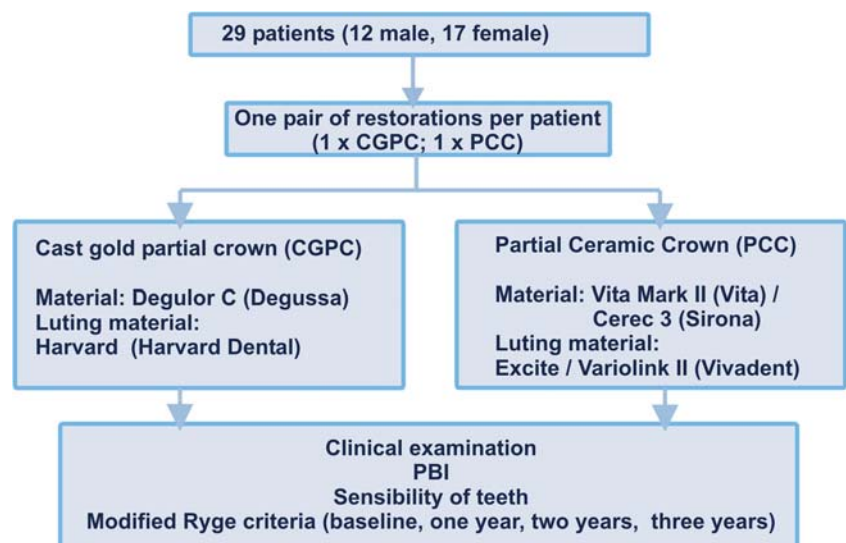 29 patients (12 male, 17 female)
One pair of restorations per patient
(1 x CGPC; 1 x PCC)
Cast gold partial crown (CGPC)
Material: Degulor C (Degussa)
Luting material:
Harvard (Harvard Dental)
Partial Ceramic Crown (PCC)
Material: Vita Mark II (Vita) /
Cerec 3 (Sirona)
Luting material:
Excite / Variolink II (Vivadent)
Clinical examination
PBI
Sensibility of teeth
Modified Ryge criteria (baseline, one year, two years, three years)